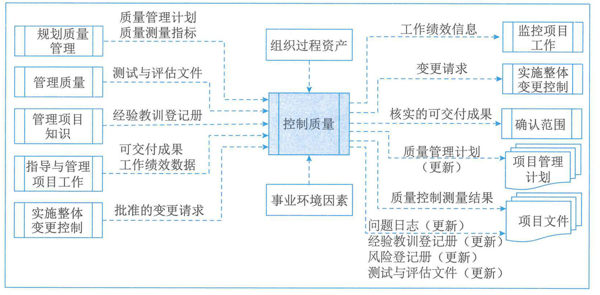 规划质量
管理
质量管理计划
质量测量指标
管理质量
测试与评估文件
管理项目
知识
经验教训登记册
指导与管理
项目工作
可交付成果
工作绩效数据
实施整体
变更控制
批准的变更请求
组织过程资产
控制质量
事业环境因素
工作绩效信息
监控项目
工作
变更请求
实施整体
变更控制
核实的可交付成果
确认范围
质量管理计划
（更新）
项目管理
计划
质量控制测量结果
项目文件
问题日志（更新）
经验教训登记册（更新）
风险登记册（更新）
测试与评估文件（更新）